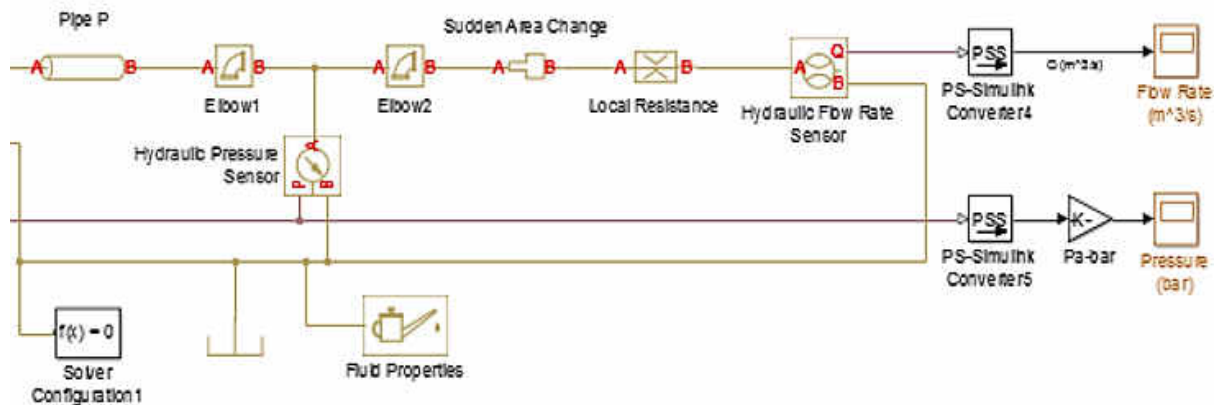 Pipe P
Sudden Area Change
A
B
A
B
A
B
A
B
A
B
A
Q
B
PSS
Q (m^3/s)
Elbow1
Elbow2
Local Resistance
Hydraulic Flow Rate
Sensor
PS-Simulink
Converter4
Flow Rate
(m^3/s)
Hydraulic Pressure
Sensor
A
P
B
PSS
K-
PS-Simulink
Converter5
Pa-bar
Pressure
(bar)
f(x) = 0
Solver
Configuration1
Fluid Properties